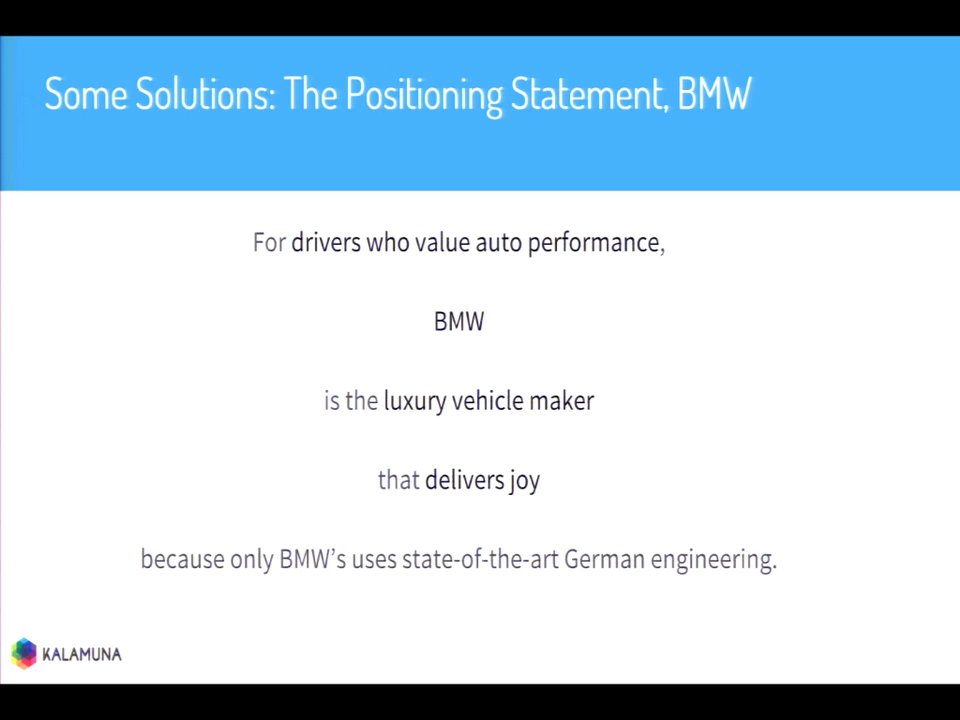 Some Solutions: The Positioning Statement, BMW
For drivers who value auto performance,
BMW
is the luxury vehicle maker
that delivers joy
because only BMW’s uses state-of-the-art German engineering.
KALAMUNA